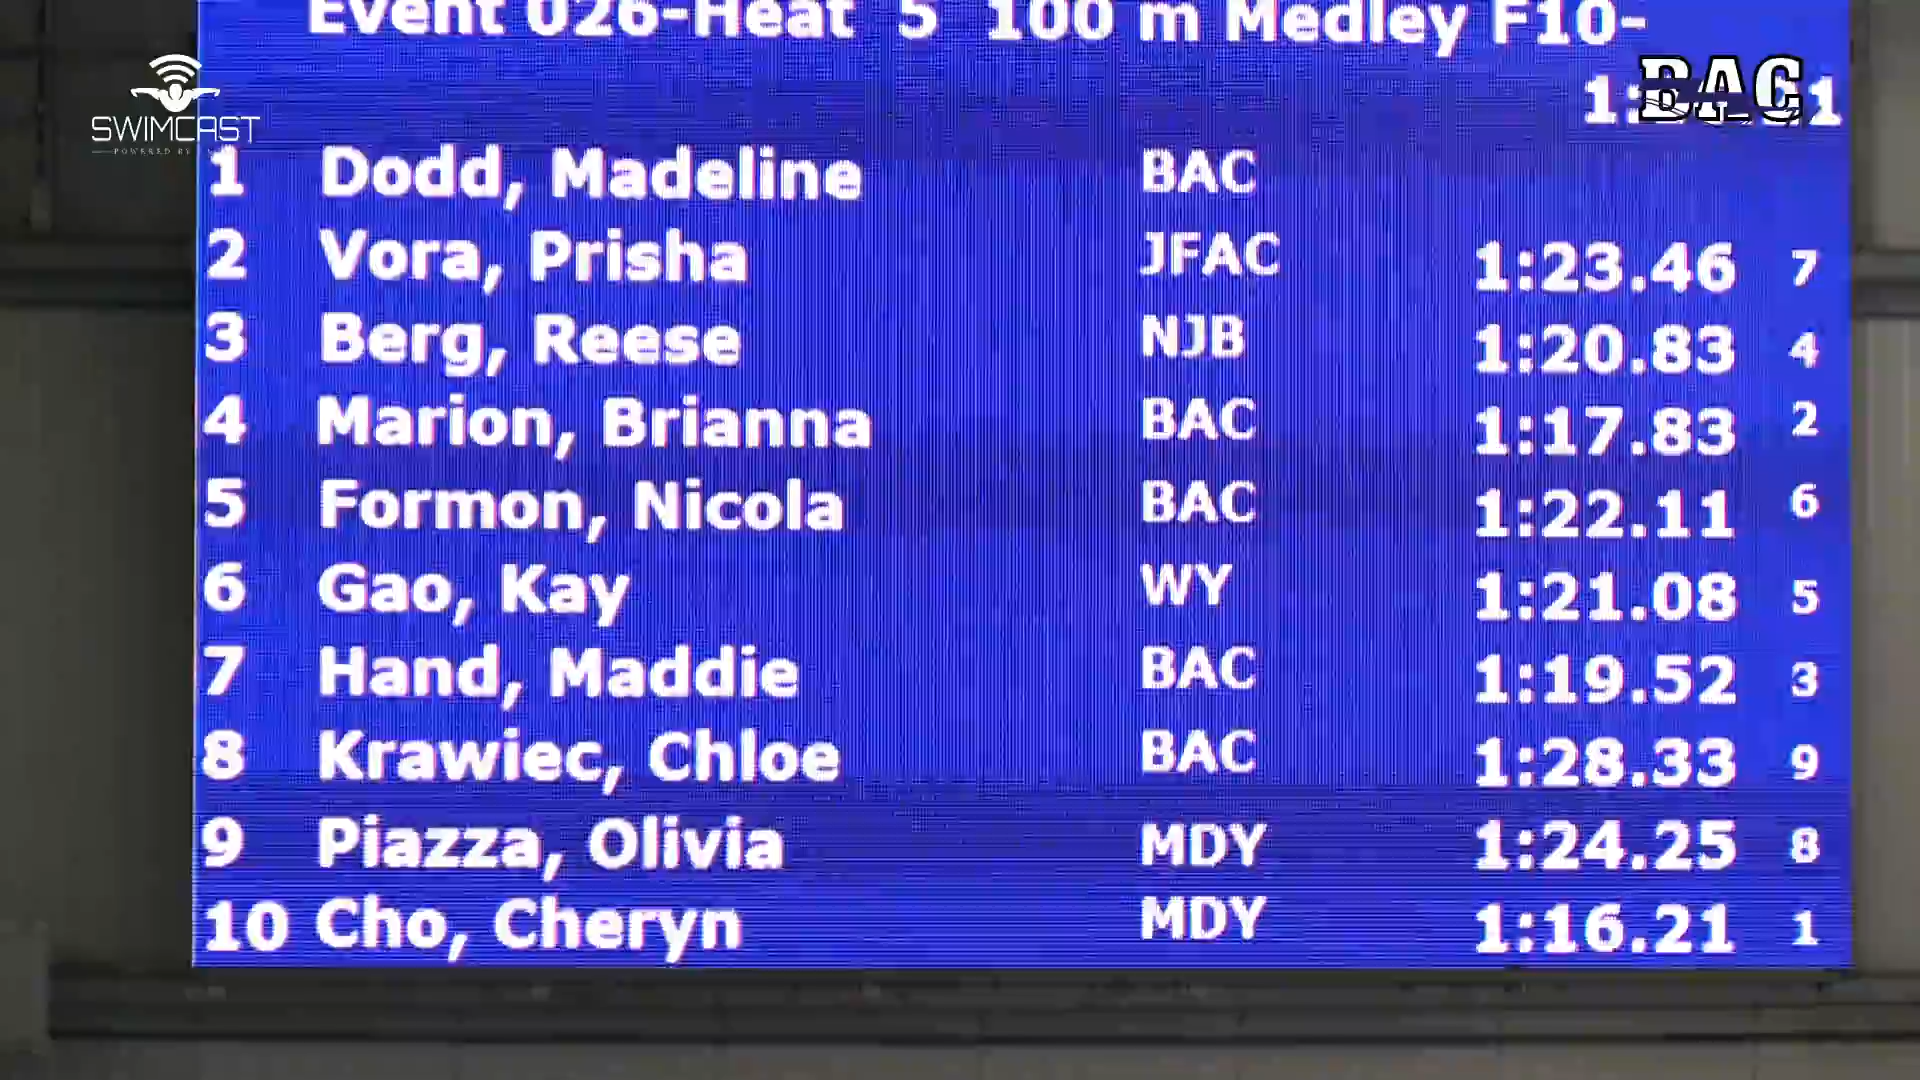 Event 026-Heat 5 100 m Medley F10-
BAC
SWIMCAST
POWERED BY
1 Dodd, Madeline BAC
2 Vora, Prisha JFAC 1:23.46 7
3 Berg, Reese NJB 1:20.83 4
4 Marion, Brianna BAC 1:17.83 2
5 Formon, Nicola BAC 1:22.11 6
6 Gao, Kay WY 1:21.08 5
7 Hand, Maddie BAC 1:19.52 3
8 Krawiec, Chloe BAC 1:28.33 9
9 Piazza, Olivia MDY 1:24.25 8
10 Cho, Cheryn MDY 1:16.21 1